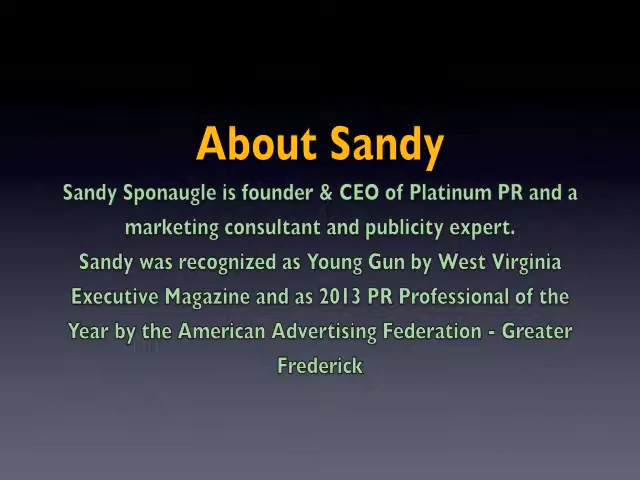 About Sandy
Sandy Sponaugle is founder & CEO of Platinum PR and a
marketing consultant and publicity expert.
Sandy was recognized as Young Gun by West Virginia
Executive Magazine and as 2013 PR Professional of the
Year by the American Advertising Federation - Greater
Frederick